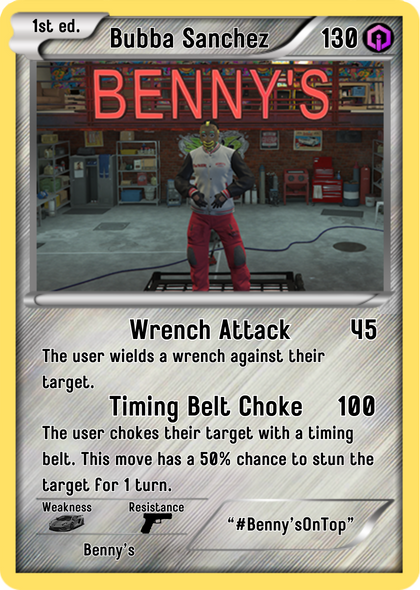 1st ed.
Bubba Sanchez 130
BENNY'S
Wrench Attack 45
The user wields a wrench against their
target.
Timing Belt Choke 100
The user chokes their target with a timing
belt. This move has a 50% chance to stun the
target for 1 turn.
Weakness Resistance
"#Benny'sOnTop"
Benny's